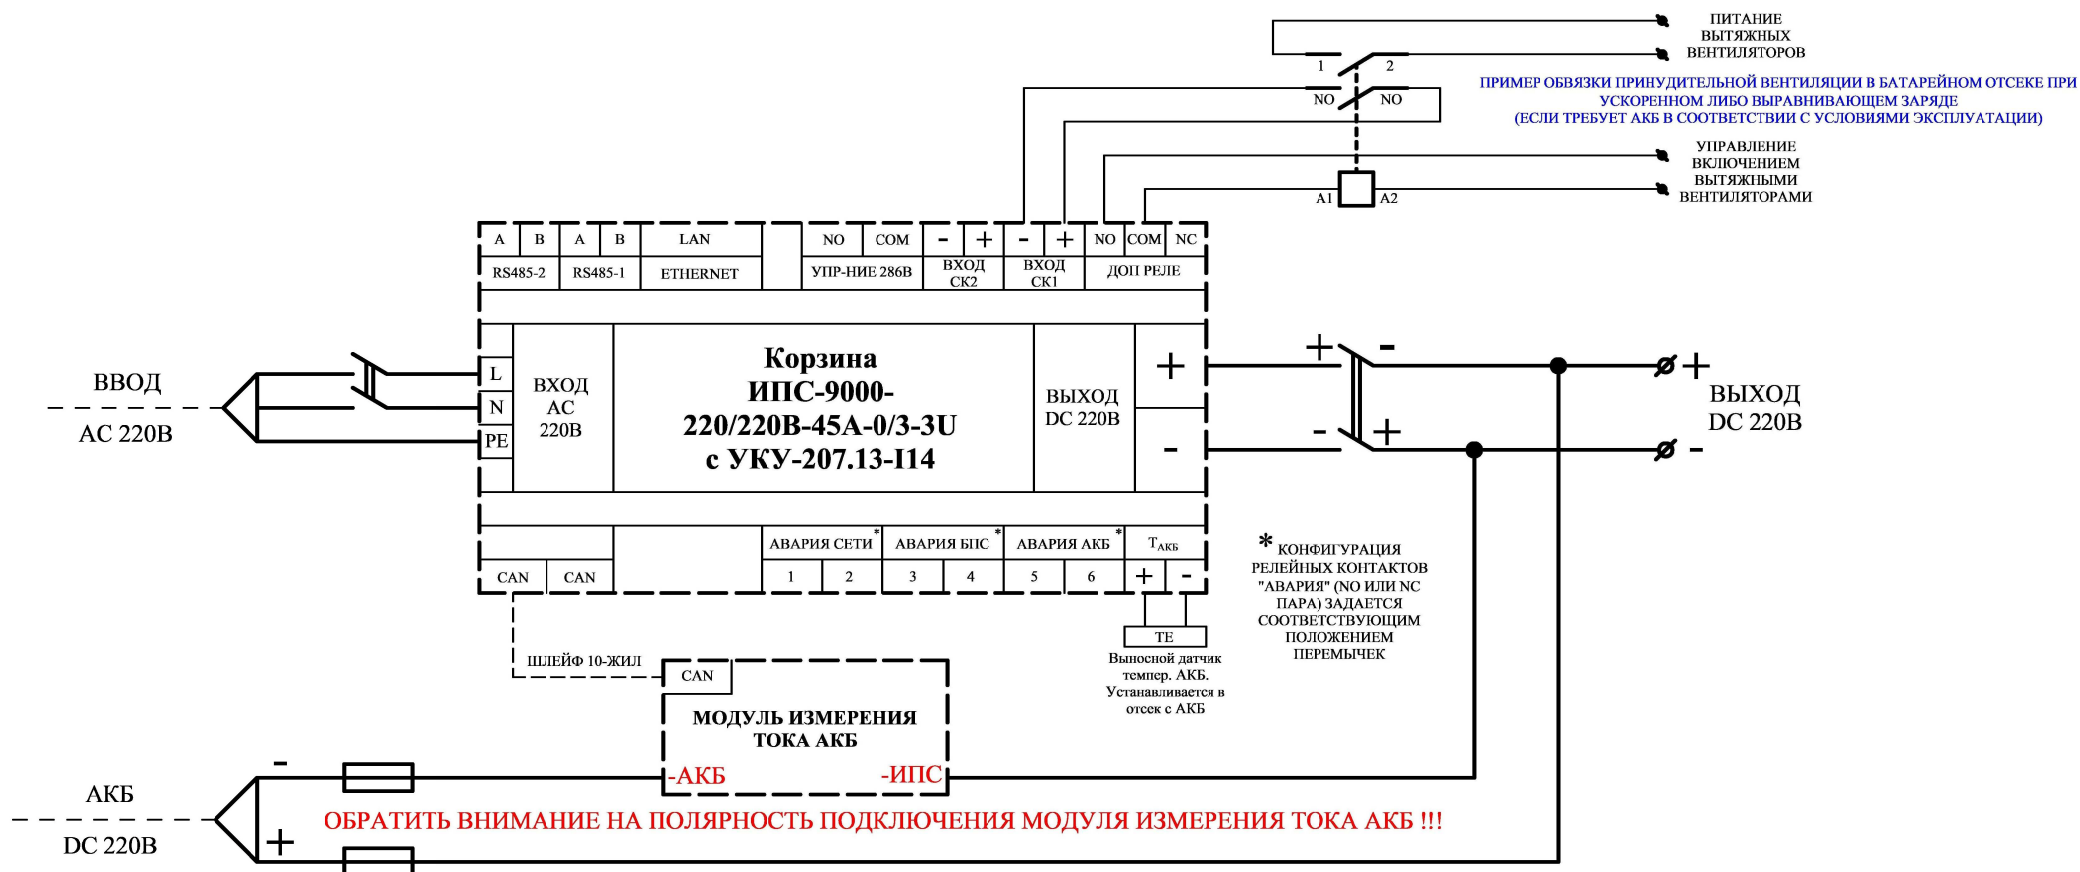 ПИТАНИЕ
ВЫТЯЖНЫХ
ВЕНТИЛЯТОРОВ
1
2
NO
NO
ПРИМЕР ОБВЯЗКИ ПРИНУДИТЕЛЬНОЙ ВЕНТИЛЯЦИИ В БАТАРЕЙНОМ ОТСЕКЕ ПРИ
УСКОРЕННОМ ЛИБО ВЫРАВНИВАЮЩЕМ ЗАРЯДЕ
(ЕСЛИ ТРЕБУЕТ АКБ В СООТВЕТСТВИИ С УСЛОВИЯМИ ЭКСПЛУАТАЦИИ)
УПРАВЛЕНИЕ
ВКЛЮЧЕНИЕМ
ВЫТЯЖНЫМИ
ВЕНТИЛЯТОРАМИ
A1
A2
A B A B LAN NO COM - + - + NO COM NC
RS485-2 RS485-1 ETHERNET УПР-НИЕ 286В ВХОД СК2 ВХОД СК1 ДОП РЕЛЕ
ВВОД
АС 220В
L
N
PE
ВХОД
АС
220В
Корзина
ИПС-9000-
220/220В-45А-0/3-3U
с УКУ-207.13-I14
ВЫХОД
DC 220В
+
-
+ -
- +
+
-
ВЫХОД
DC 220В
АВАРИЯ СЕТИ* АВАРИЯ БПС* АВАРИЯ АКБ* ТАКБ
CAN CAN 1 2 3 4 5 6 + -
* КОНФИГУРАЦИЯ
РЕЛЕЙНЫХ КОНТАКТОВ
"АВАРИЯ" (NO ИЛИ NC
ПАРА) ЗАДАЕТСЯ
СООТВЕТСТВУЮЩИМ
ПОЛОЖЕНИЕМ
ПЕРЕМЫЧЕК
TE
Выносной датчик
темпер. АКБ.
Устанавливается в
отсек с АКБ
ШЛЕЙФ 10-ЖИЛ
CAN
МОДУЛЬ ИЗМЕРЕНИЯ
ТОКА АКБ
-АКБ
-ИПС
АКБ
DC 220В
-
+
ОБРАТИТЬ ВНИМАНИЕ НА ПОЛЯРНОСТЬ ПОДКЛЮЧЕНИЯ МОДУЛЯ ИЗМЕРЕНИЯ ТОКА АКБ !!!